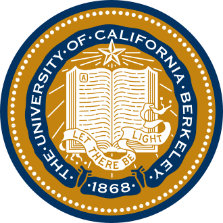 THE·UNIVERSITY·OF·CALIFORNIA·BERKELEY·
A
LET THERE BE LIGHT
·1868·